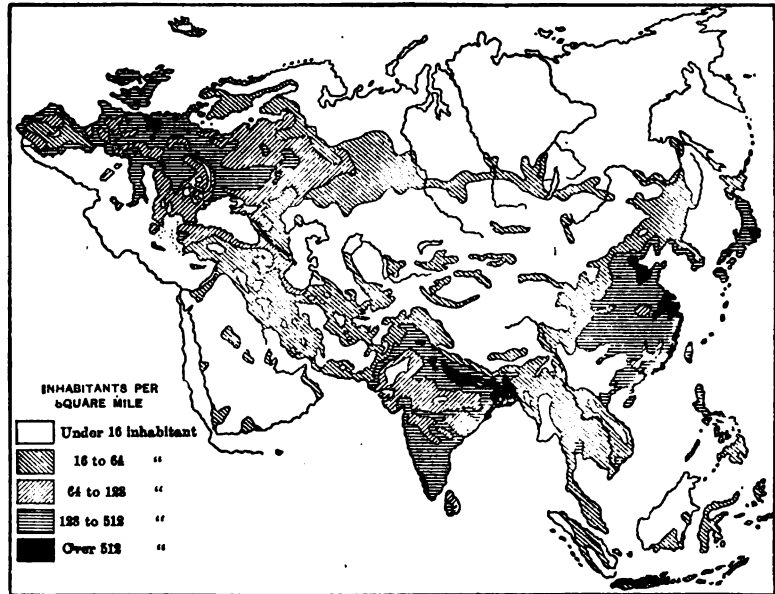 INHABITANTS PER
SQUARE MILE
Under 16 inhabitant
16 to 64 "
64 to 128 "
128 to 512 "
Over 512 "